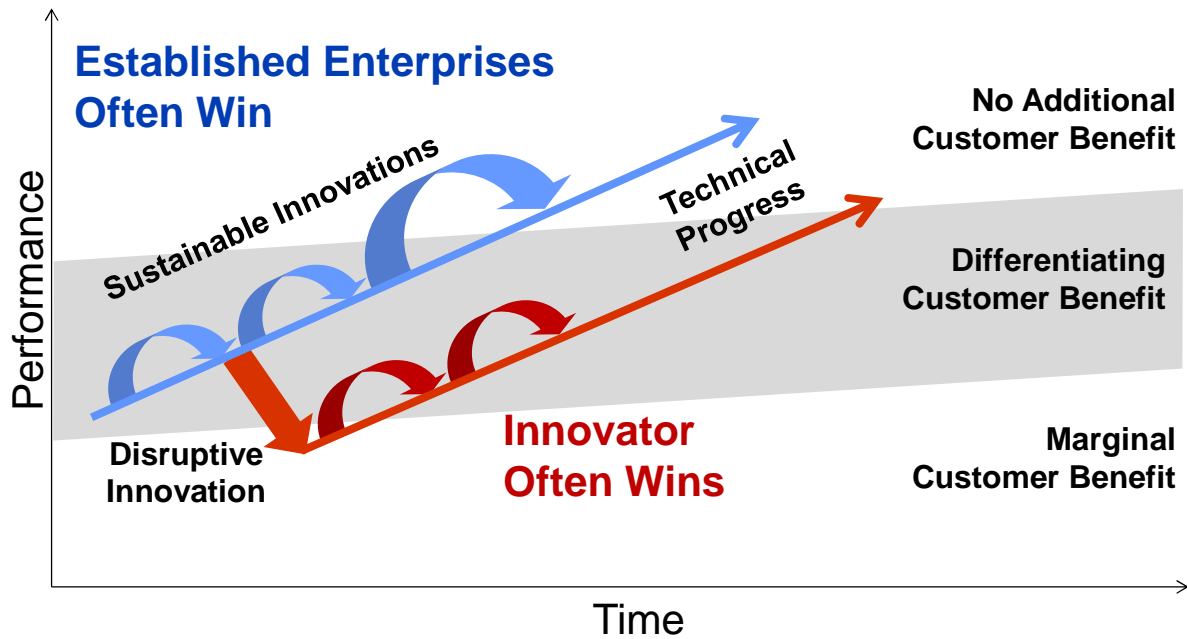 Established Enterprises
Often Win
No Additional
Customer Benefit
Sustainable Innovations
Technical
Progress
Performance
Differentiating
Customer Benefit
Disruptive
Innovation
Innovator
Often Wins
Marginal
Customer Benefit
Time